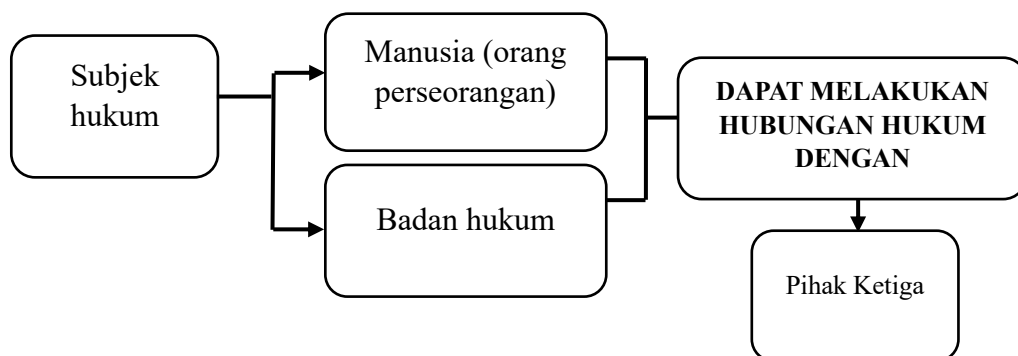 Subjek
hukum
Manusia (orang
perseorangan)
Badan hukum
DAPAT MELAKUKAN
HUBUNGAN HUKUM
DENGAN
Pihak Ketiga